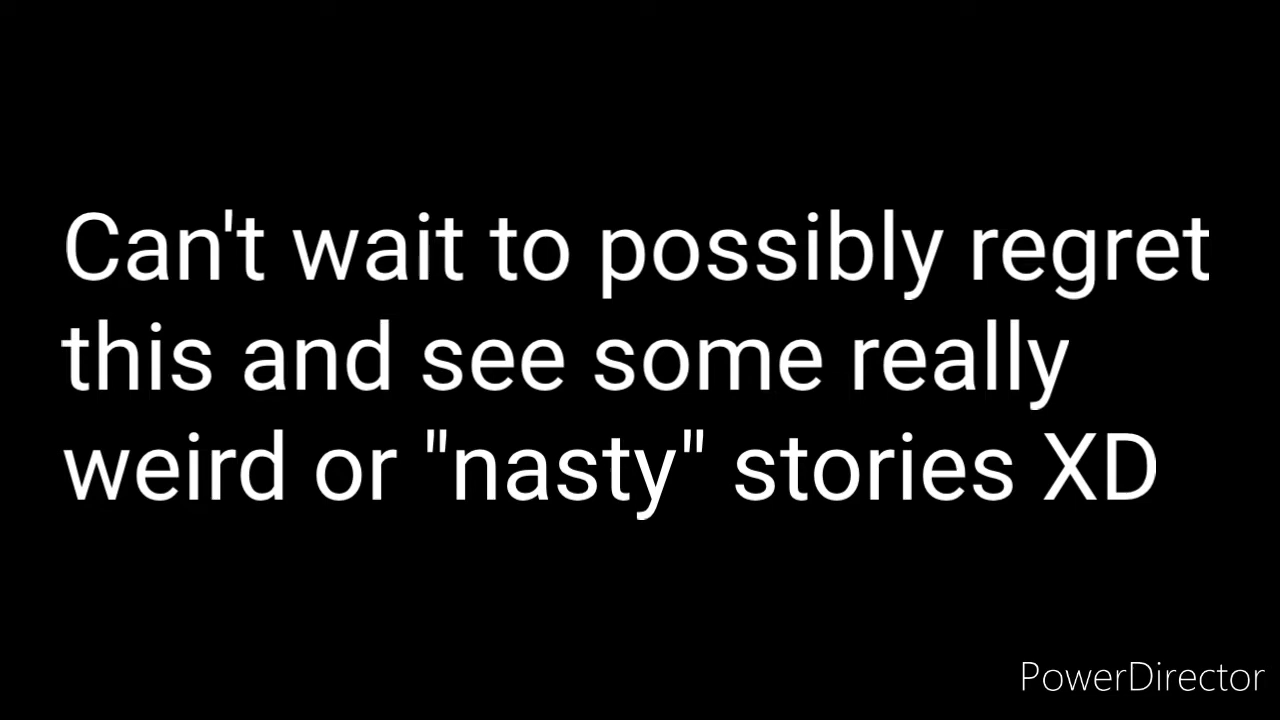 Can't wait to possibly regret
this and see some really
weird or "nasty" stories XD
PowerDirector